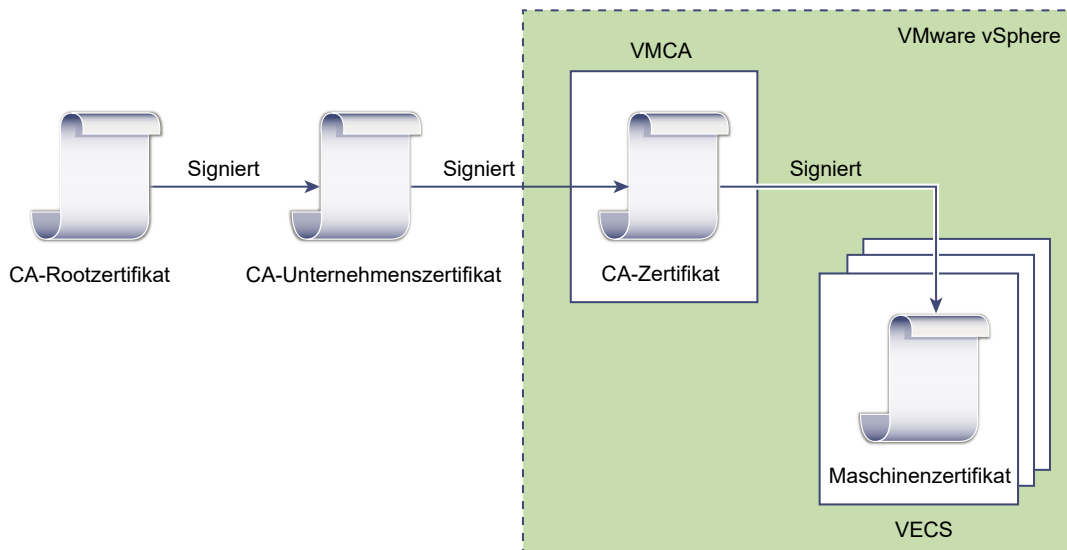 VMware vSphere
VMCA
Signiert
Signiert
Signiert
CA-Rootzertifikat
CA-Unternehmenszertifikat
CA-Zertifikat
Maschinenzertifikat
VECS